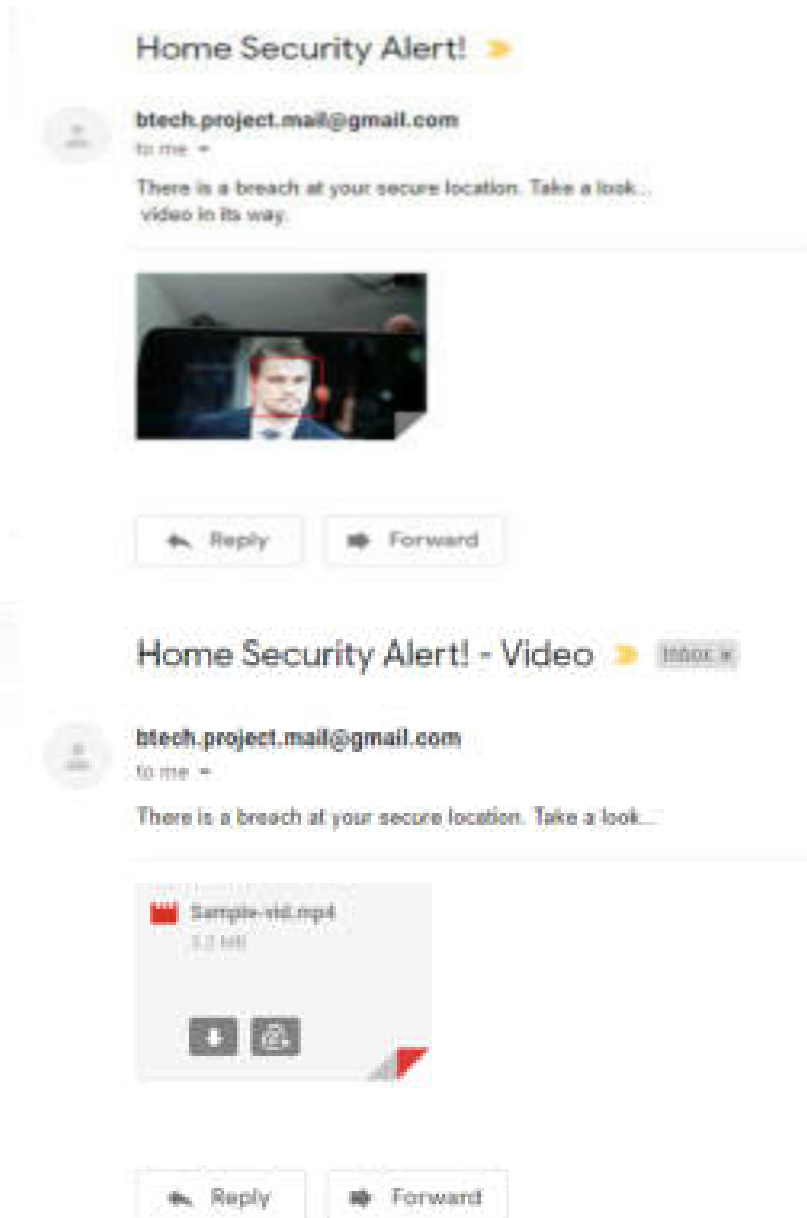 Home Security Alert!
btech.project.mail@gmail.com
to me
There is a breach at your secure location. Take a look...
video in its way.
Reply Forward
Home Security Alert! - Video Inbox x
btech.project.mail@gmail.com
to me
There is a breach at your secure location. Take a look...
Sample-vid.mp4
MB
Reply Forward